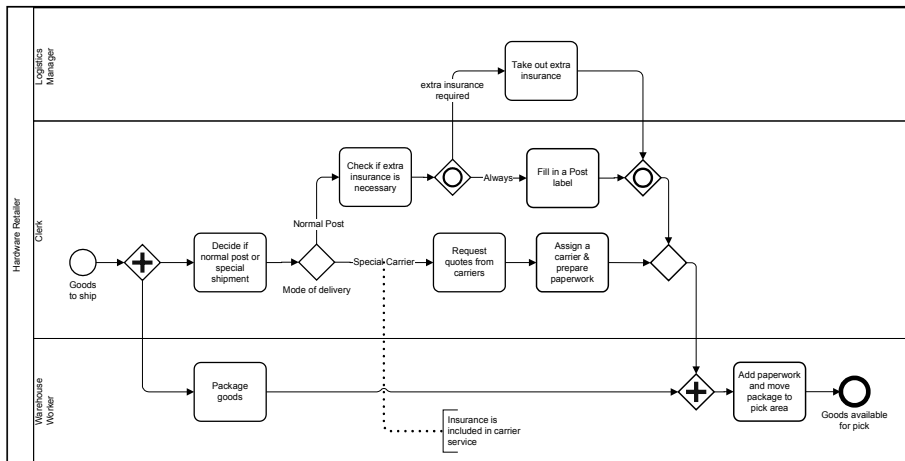 Hardware Retailer
Logistics
Manager
Take out extra
insurance
extra insurance
required
Clerk
Check if extra
insurance is
necessary
Always
Fill in a Post
label
Normal Post
Goods
to ship
Decide if
normal post or
special
shipment
Mode of delivery
Special Carrier
Request
quotes from
carriers
Assign a
carrier &
prepare
paperwork
Warehouse
Worker
Package
goods
Insurance is
included in carrier
service
Add paperwork
and move
package to
pick area
Goods available
for pick